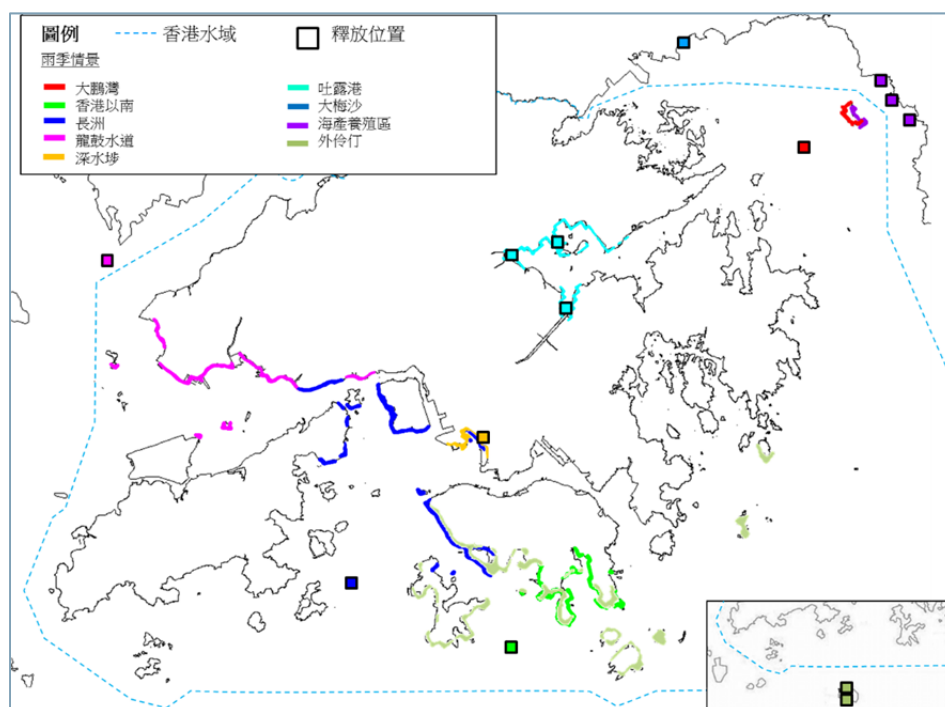 圖例
香港水域
釋放位置
雨季情景
大鵬灣
香港以南
長洲
龍鼓水道
深水埗
吐露港
大梅沙
海產養殖區
外伶仃